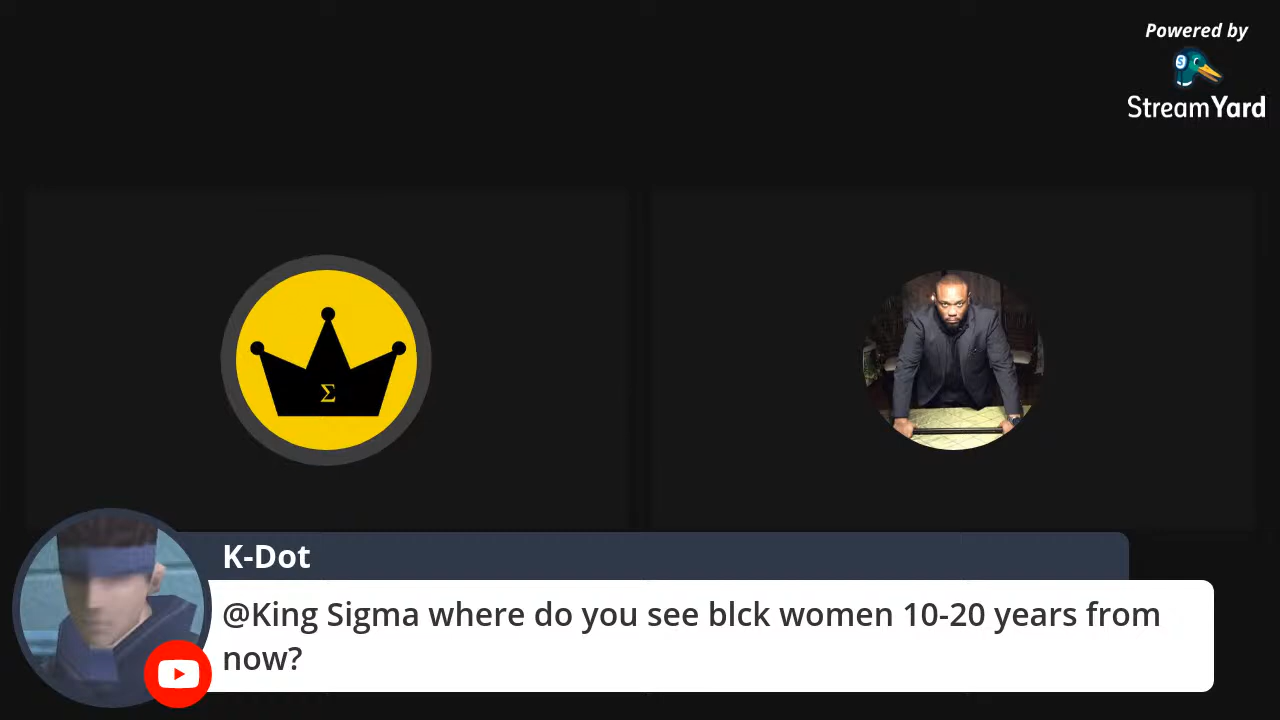 Powered by
StreamYard
Σ
K-Dot
@King Sigma where do you see blck women 10-20 years from
now?